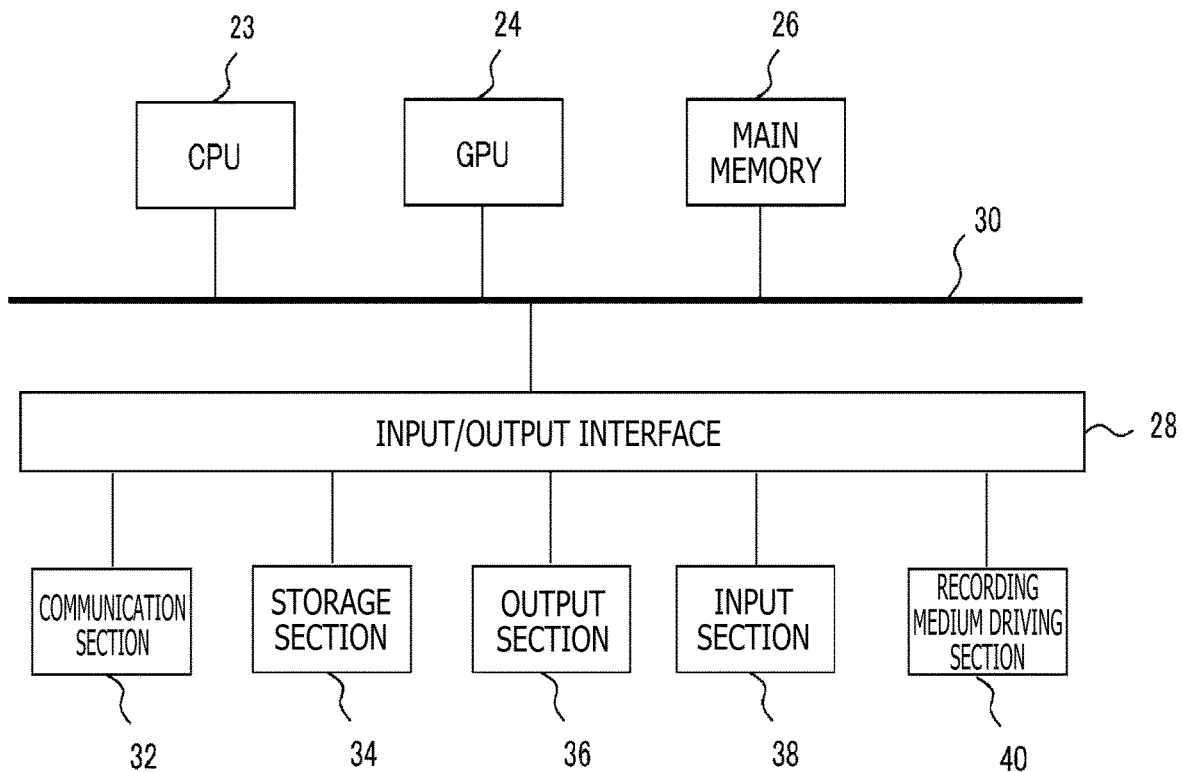 23
24
26
CPU
GPU
MAIN
MEMORY
30
INPUT/OUTPUT INTERFACE
28
COMMUNICATION
SECTION
STORAGE
SECTION
OUTPUT
SECTION
INPUT
SECTION
RECORDING
MEDIUM DRIVING
SECTION
32
34
36
38
40